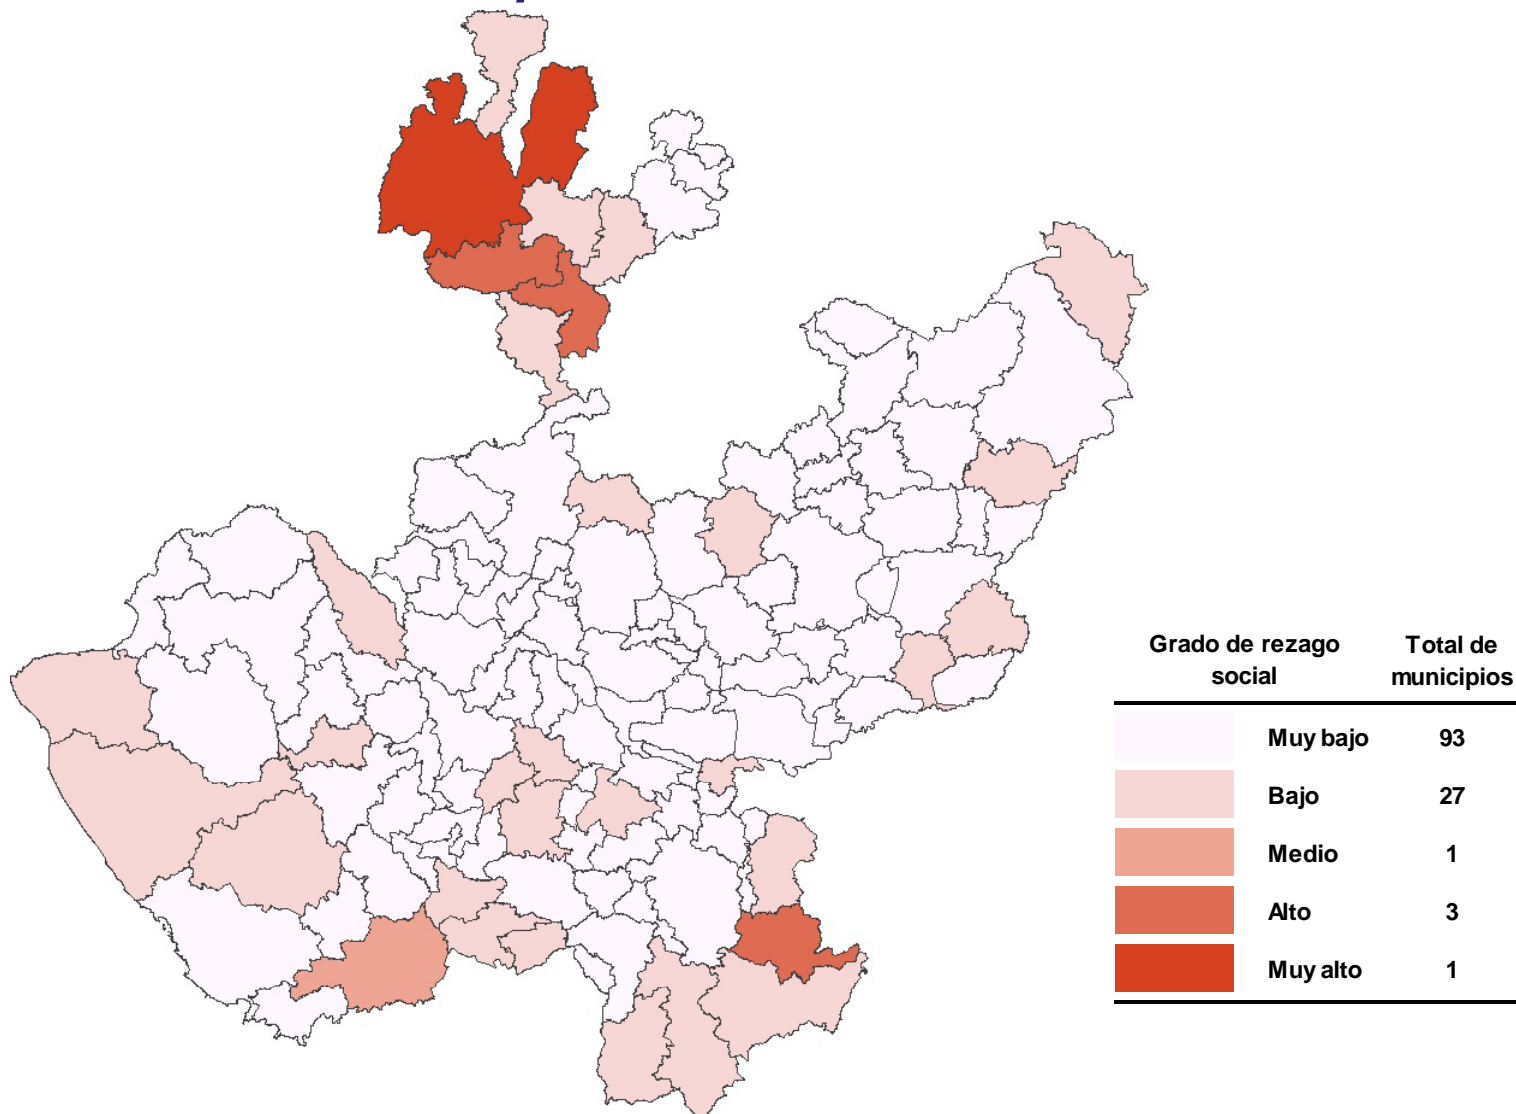 Grado de rezago
social
Total de
municipios
Muy bajo 93
Bajo 27
Medio 1
Alto 3
Muy alto 1